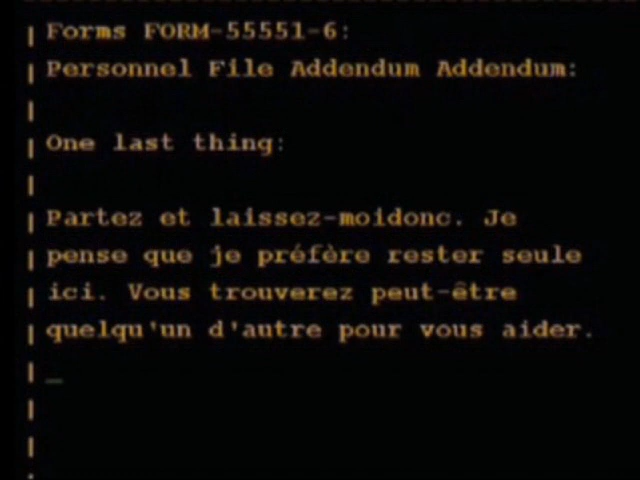 Forms FORM-55551-6:
Personnel File Addendum Addendum:
One last thing:
Partez et laissez-moidonc. Je
pense que je préfère rester seule
ici. Vous trouverez peut-être
quelqu'un d'autre pour vous aider.
_